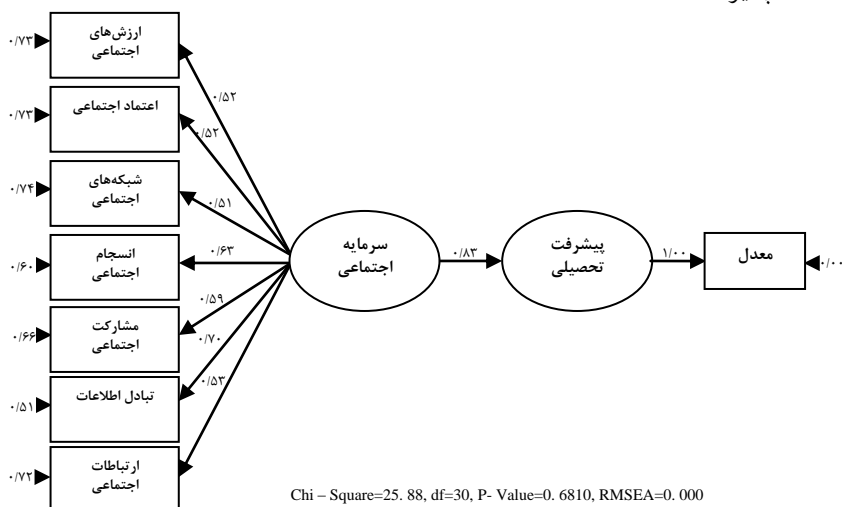 ارزش‌های
اجتماعی
۰/۷۳
۰/۵۲
اعتماد اجتماعی
۰/۷۳
۰/۵۲
شبکه‌های
اجتماعی
۰/۷۴
۰/۵۱
انسجام
اجتماعی
۰/۶۰
۰/۶۳
مشارکت
اجتماعی
۰/۶۶
۰/۵۹
تبادل اطلاعات
۰/۵۱
۰/۷۰
ارتباطات
اجتماعی
۰/۷۲
۰/۵۳
سرمایه
اجتماعی
۰/۸۳
پیشرفت
تحصیلی
۱/۰۰
معدل
۰/۰۰
Chi – Square=25. 88, df=30, P- Value=0. 6810, RMSEA=0. 000